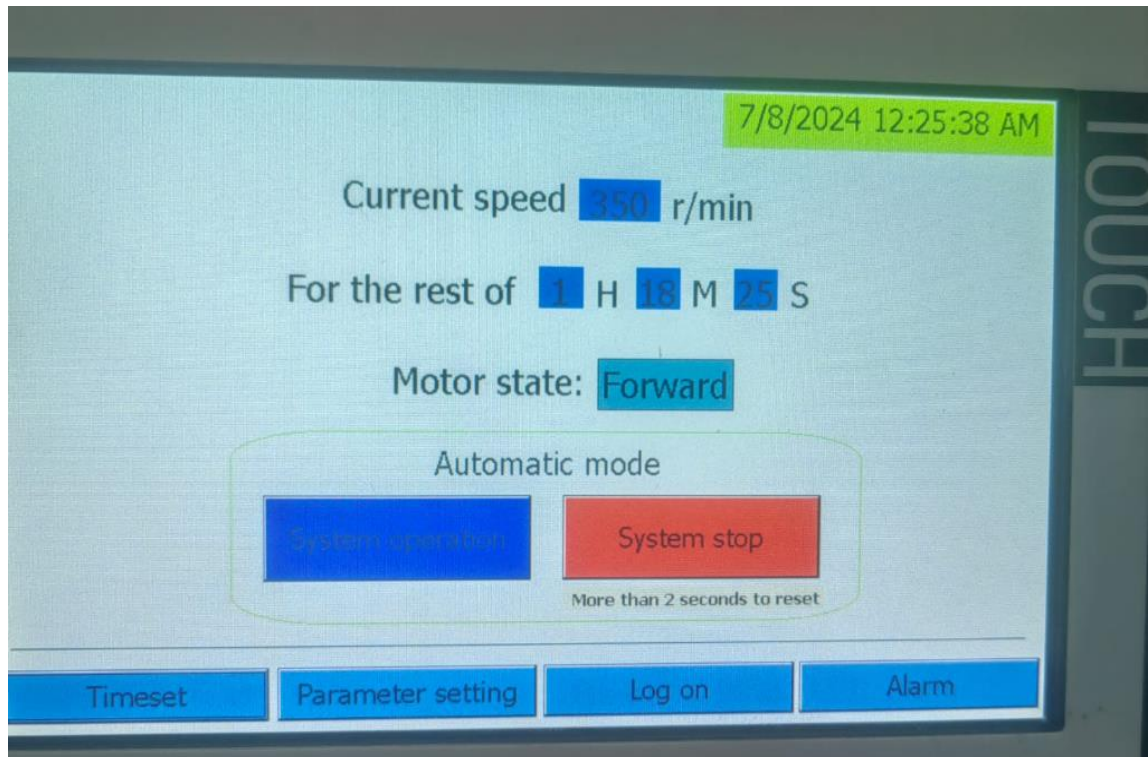 7/8/2024 12:25:38 AM
Current speed 350 r/min
For the rest of 1 H 18 M 25 S
Motor state: Forward
Automatic mode
System operation System stop
More than 2 seconds to reset
Timeset Parameter setting Log on Alarm
TOUCH